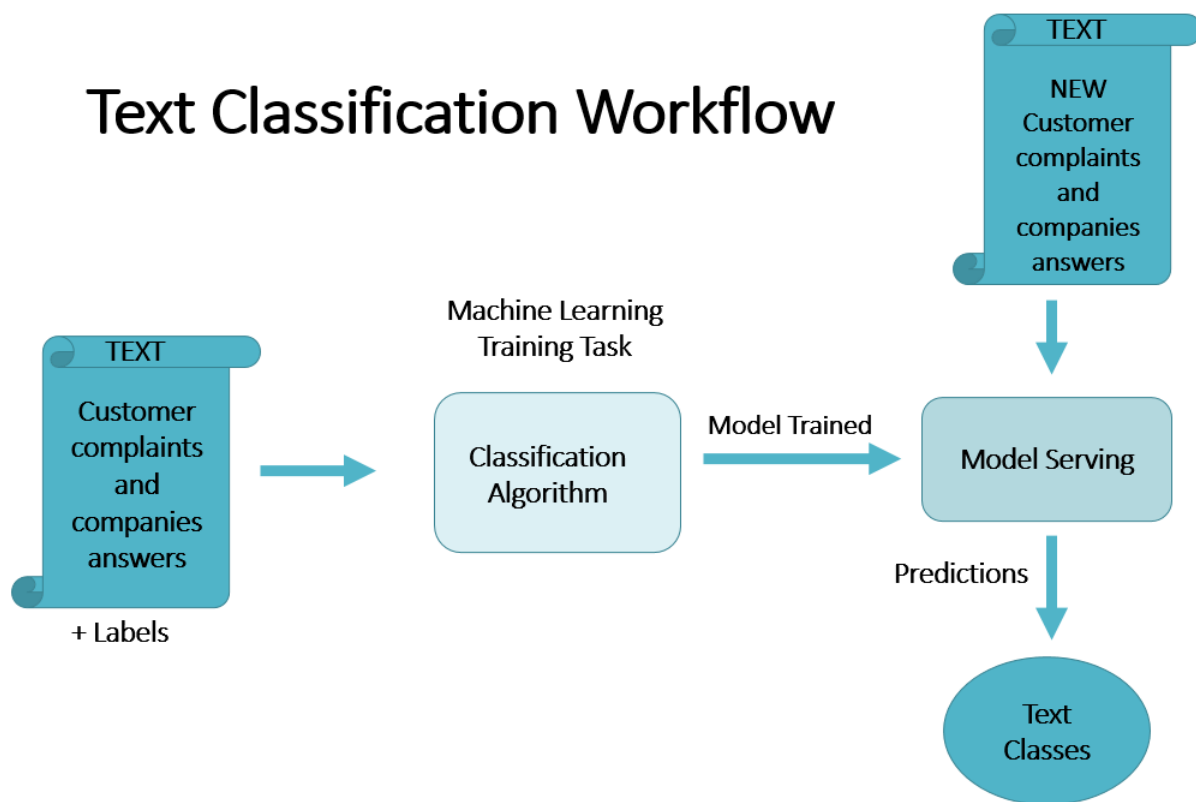 Text Classification Workflow
TEXT
NEW
Customer
complaints
and
companies
answers
TEXT
Customer
complaints
and
companies
answers
+ Labels
Machine Learning
Training Task
Classification
Algorithm
Model Trained
Model Serving
Predictions
Text
Classes